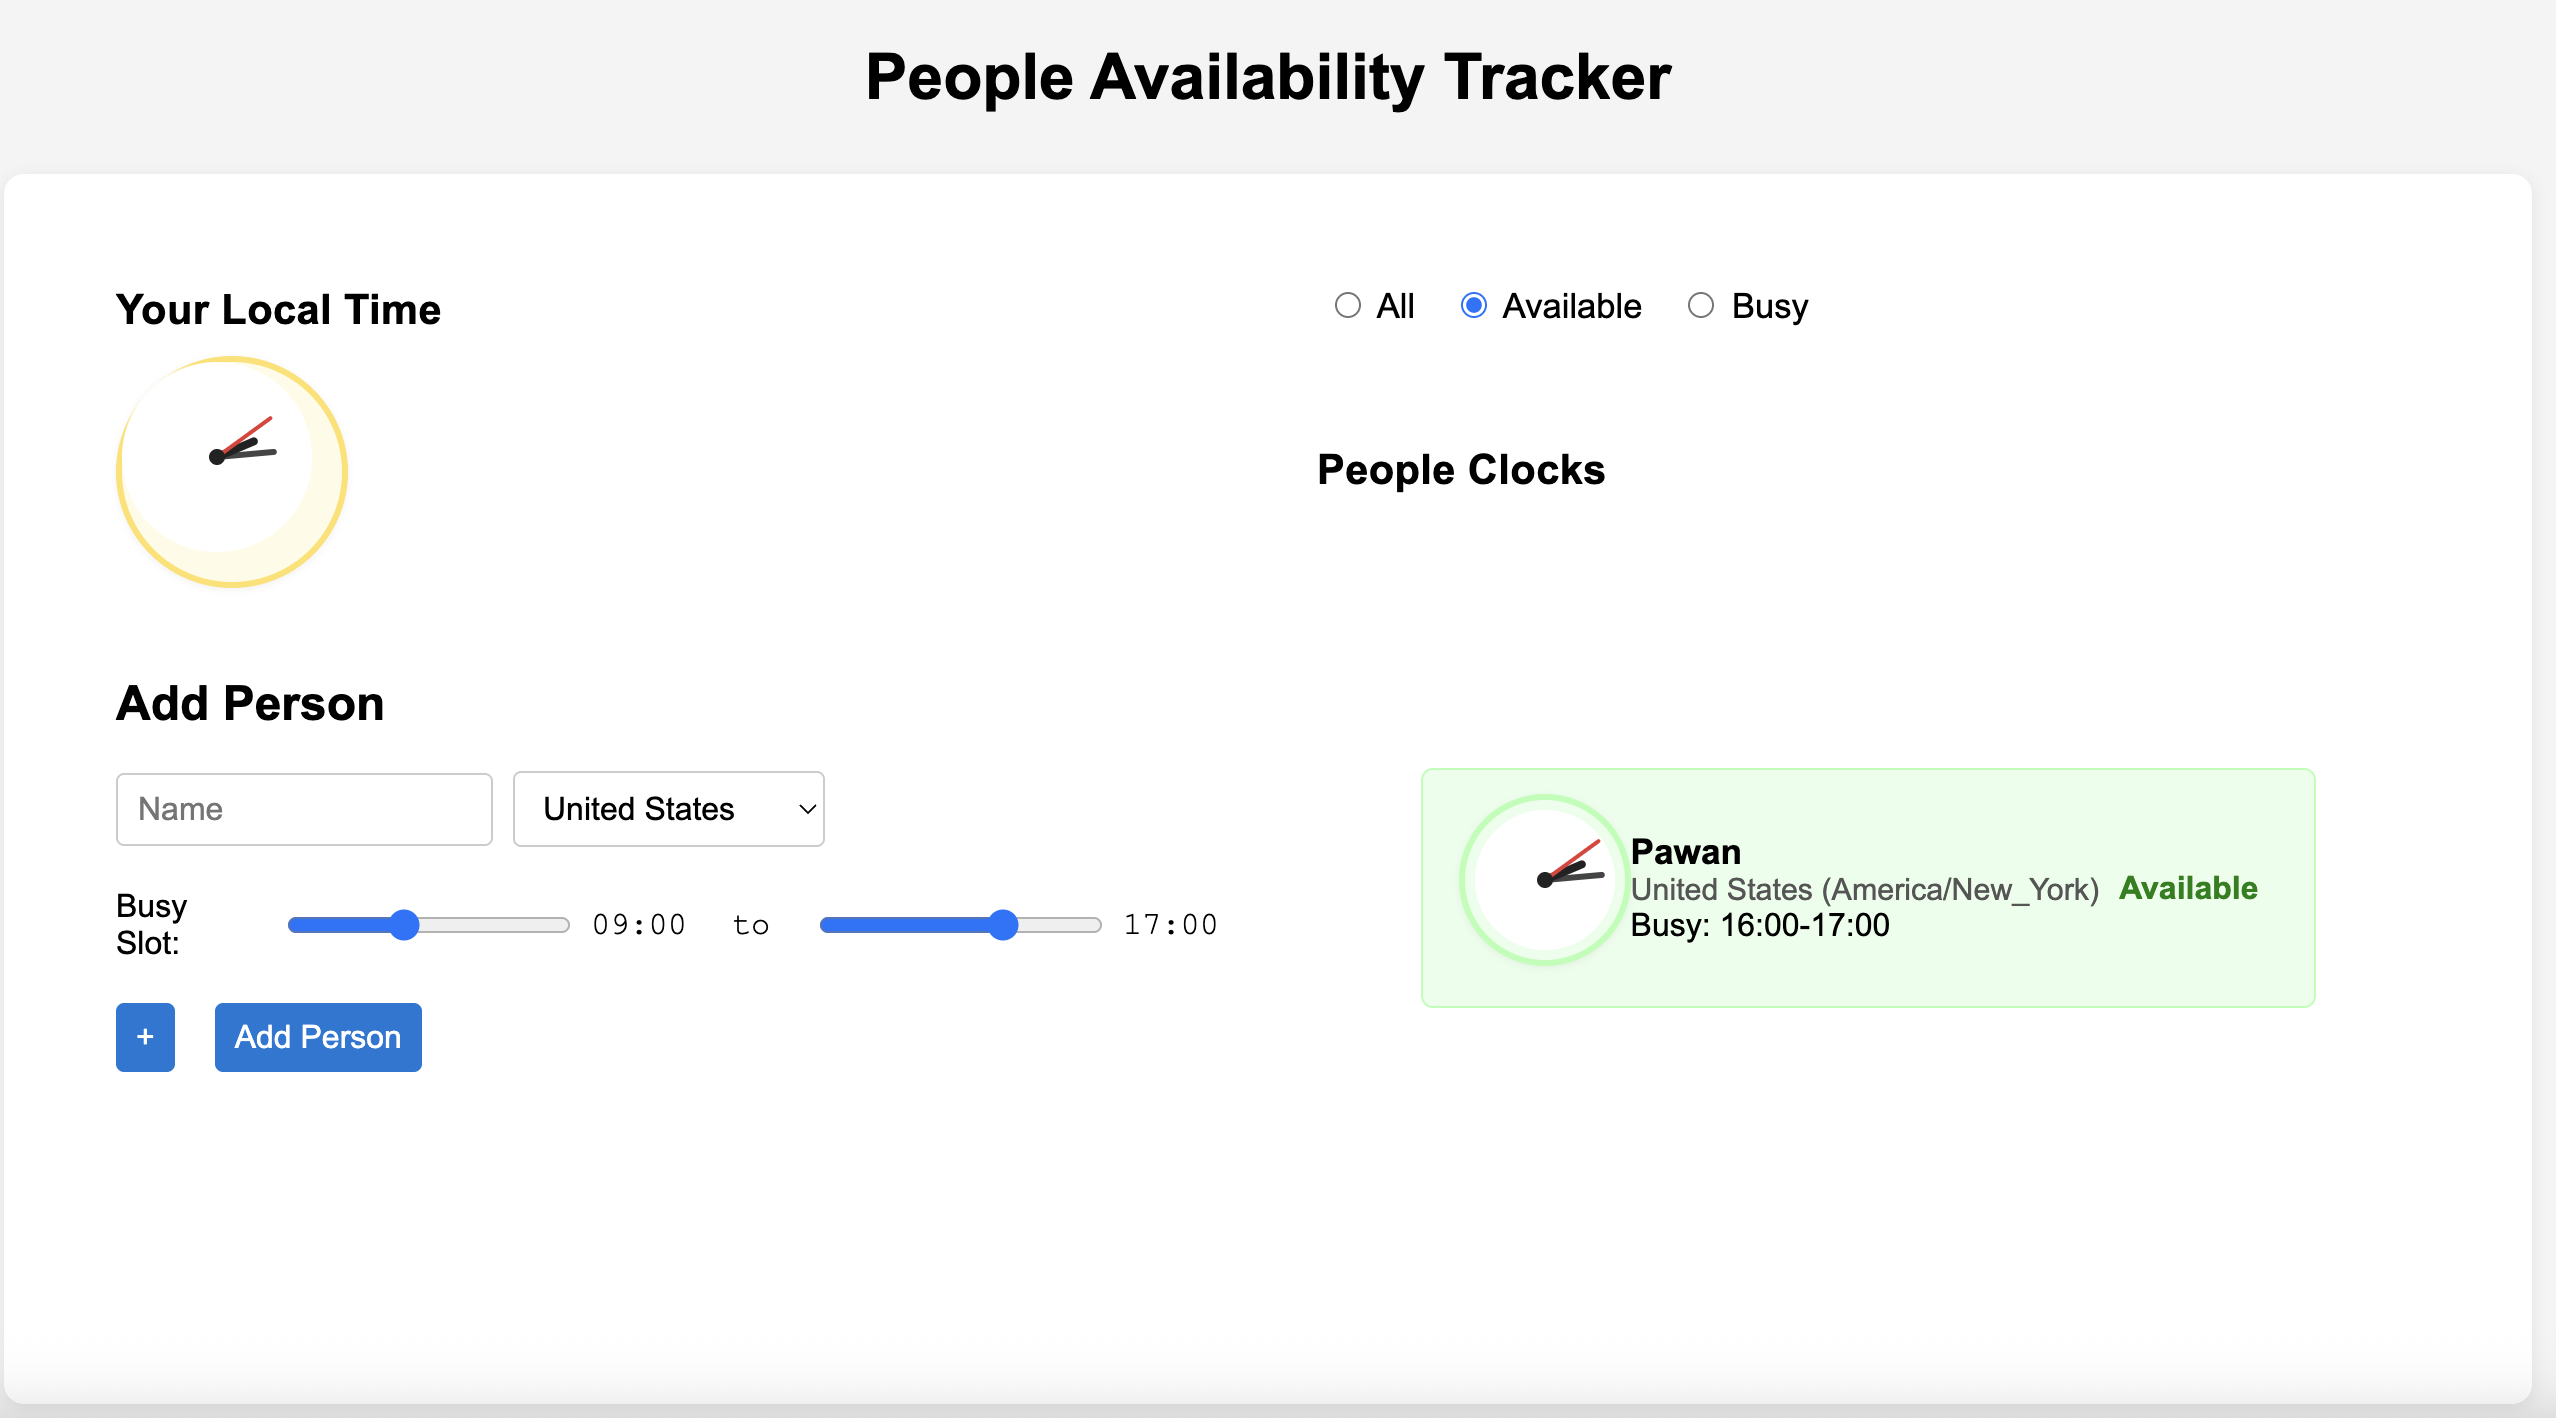 People Availability Tracker
Your Local Time
All Available Busy
People Clocks
Add Person
Name United States
Busy
Slot:
09:00 to 17:00
+ Add Person
Pawan
United States (America/New_York) Available
Busy: 16:00-17:00